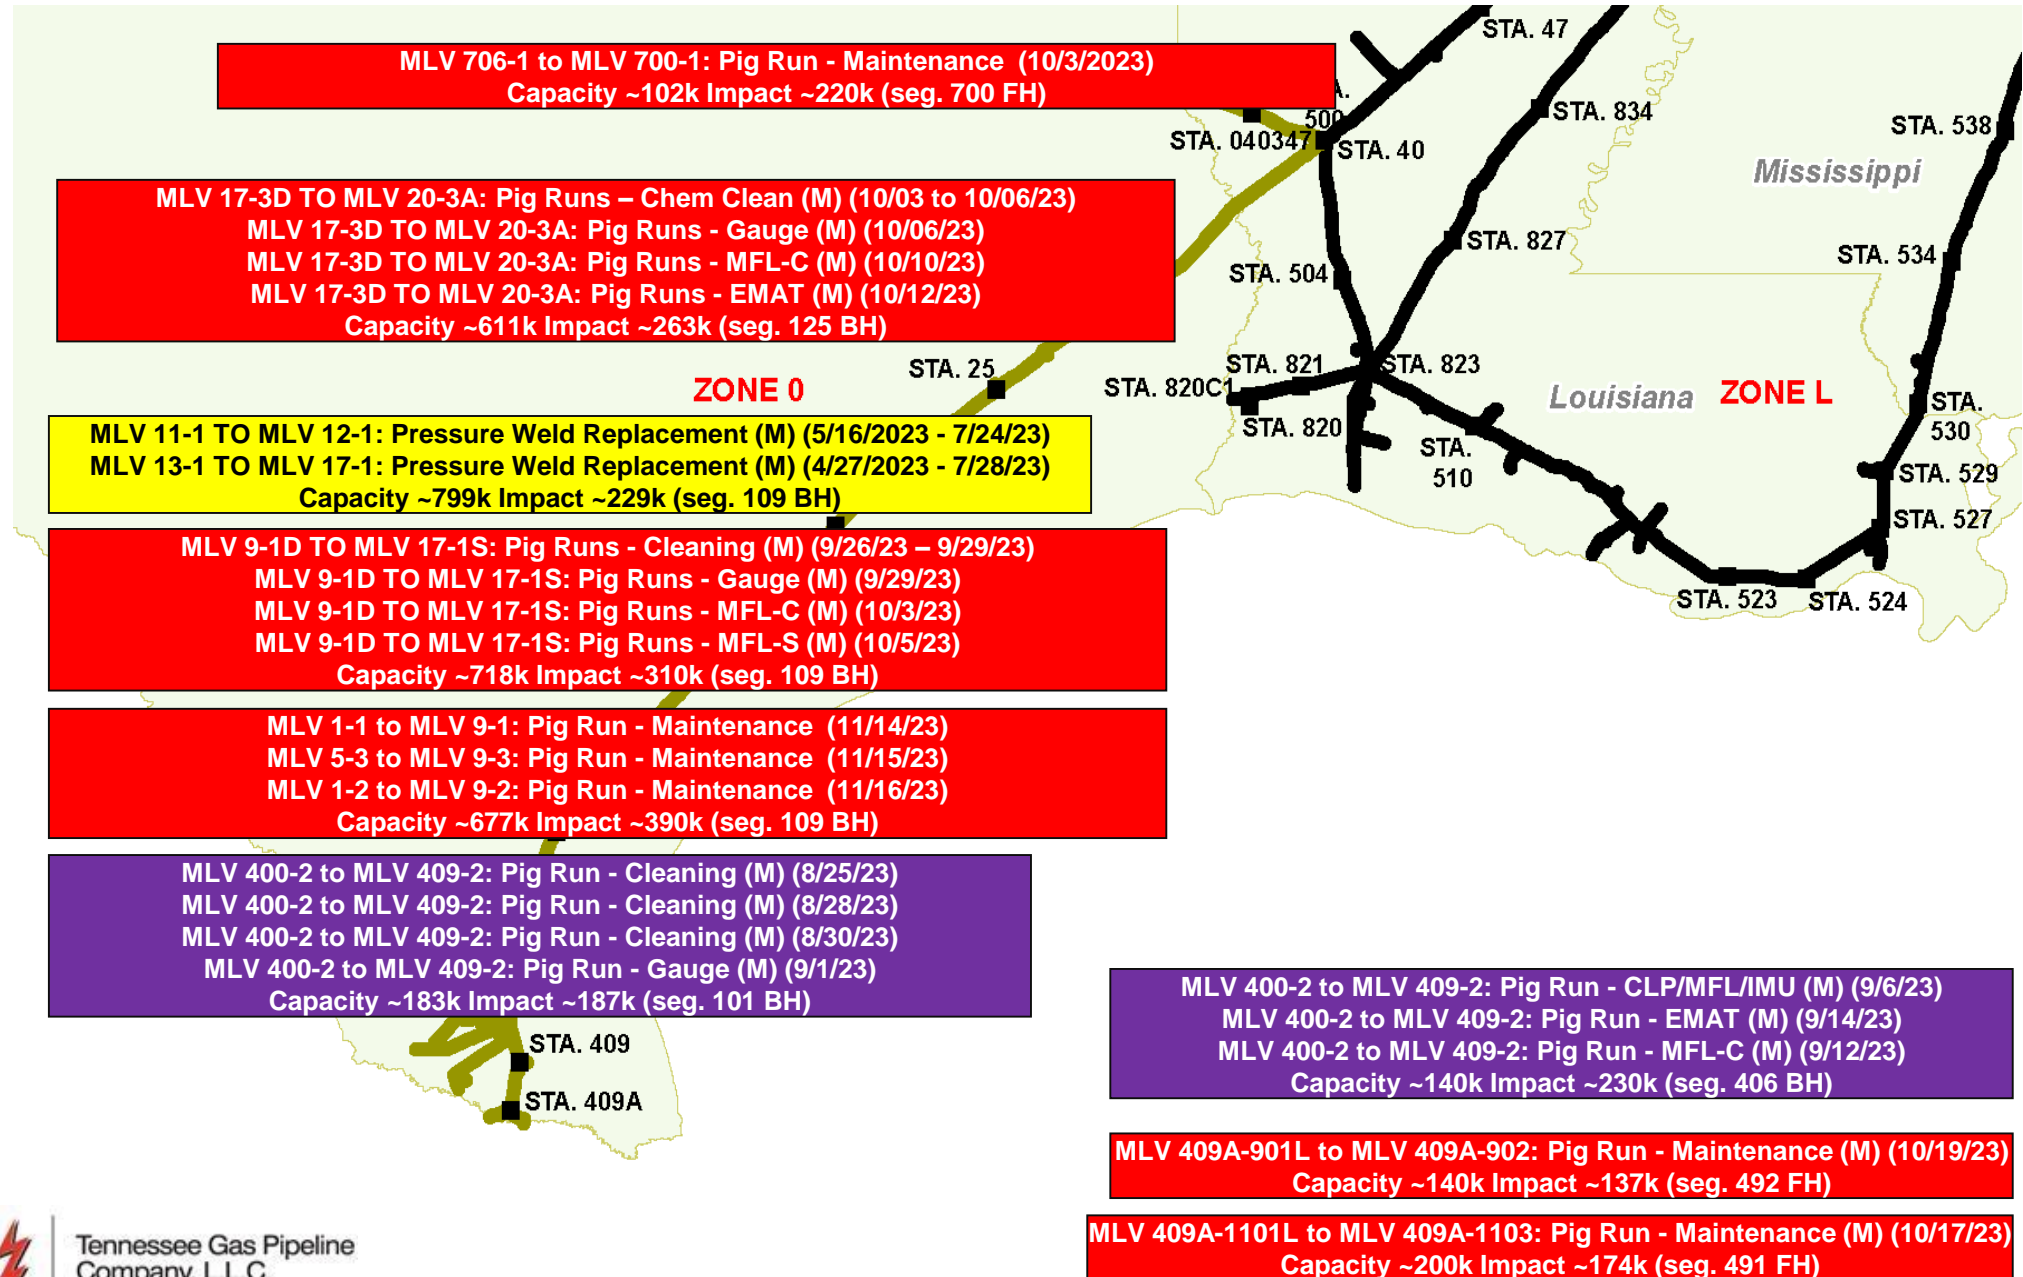 STA. 47
MLV 706-1 to MLV 700-1: Pig Run - Maintenance (10/3/2023)
Capacity ~102k Impact ~220k (seg. 700 FH)
500
STA. 834
STA. 538
STA. 040347
STA. 40
Mississippi
MLV 17-3D TO MLV 20-3A: Pig Runs – Chem Clean (M) (10/03 to 10/06/23)
MLV 17-3D TO MLV 20-3A: Pig Runs - Gauge (M) (10/06/23)
MLV 17-3D TO MLV 20-3A: Pig Runs - MFL-C (M) (10/10/23)
MLV 17-3D TO MLV 20-3A: Pig Runs - EMAT (M) (10/12/23)
Capacity ~611k Impact ~263k (seg. 125 BH)
STA. 827
STA. 534
STA. 504
STA. 25
ZONE 0
STA. 821
STA. 823
STA. 820C1
STA. 820
Louisiana
ZONE L
STA.
530
STA.
510
STA. 529
STA. 527
STA. 523
STA. 524
MLV 11-1 TO MLV 12-1: Pressure Weld Replacement (M) (5/16/2023 - 7/24/23)
MLV 13-1 TO MLV 17-1: Pressure Weld Replacement (M) (4/27/2023 - 7/28/23)
Capacity ~799k Impact ~229k (seg. 109 BH)
MLV 9-1D TO MLV 17-1S: Pig Runs - Cleaning (M) (9/26/23 – 9/29/23)
MLV 9-1D TO MLV 17-1S: Pig Runs - Gauge (M) (9/29/23)
MLV 9-1D TO MLV 17-1S: Pig Runs - MFL-C (M) (10/3/23)
MLV 9-1D TO MLV 17-1S: Pig Runs - MFL-S (M) (10/5/23)
Capacity ~718k Impact ~310k (seg. 109 BH)
MLV 1-1 to MLV 9-1: Pig Run - Maintenance (11/14/23)
MLV 5-3 to MLV 9-3: Pig Run - Maintenance (11/15/23)
MLV 1-2 to MLV 9-2: Pig Run - Maintenance (11/16/23)
Capacity ~677k Impact ~390k (seg. 109 BH)
MLV 400-2 to MLV 409-2: Pig Run - Cleaning (M) (8/25/23)
MLV 400-2 to MLV 409-2: Pig Run - Cleaning (M) (8/28/23)
MLV 400-2 to MLV 409-2: Pig Run - Cleaning (M) (8/30/23)
MLV 400-2 to MLV 409-2: Pig Run - Gauge (M) (9/1/23)
Capacity ~183k Impact ~187k (seg. 101 BH)
STA. 409
STA. 409A
MLV 400-2 to MLV 409-2: Pig Run - CLP/MFL/IMU (M) (9/6/23)
MLV 400-2 to MLV 409-2: Pig Run - EMAT (M) (9/14/23)
MLV 400-2 to MLV 409-2: Pig Run - MFL-C (M) (9/12/23)
Capacity ~140k Impact ~230k (seg. 406 BH)
MLV 409A-901L to MLV 409A-902: Pig Run - Maintenance (M) (10/19/23)
Capacity ~140k Impact ~137k (seg. 492 FH)
MLV 409A-1101L to MLV 409A-1103: Pig Run - Maintenance (M) (10/17/23)
Capacity ~200k Impact ~174k (seg. 491 FH)
Tennessee Gas Pipeline
Company, L.L.C.